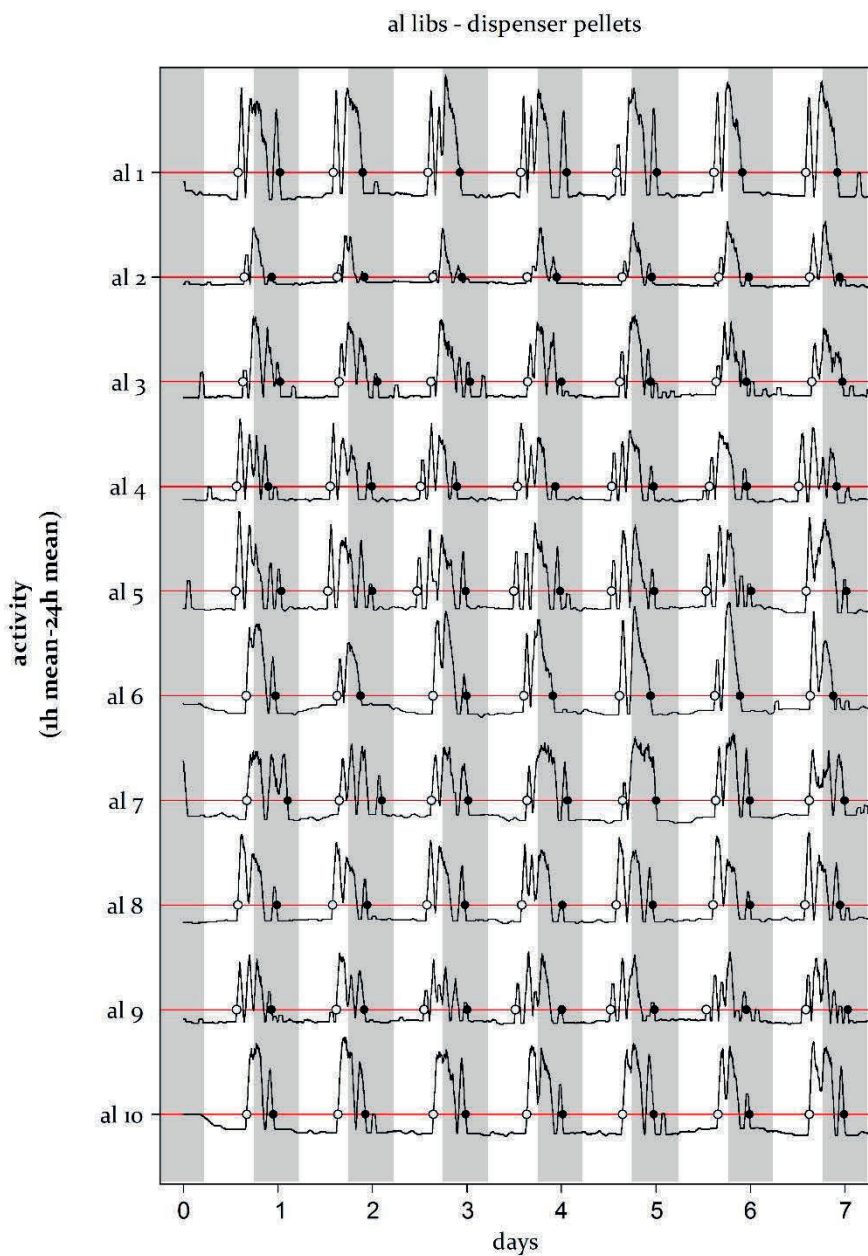 al libs - dispenser pellets
al 1
al 2
al 3
al 4
al 5
al 6
al 7
al 8
al 9
al 10
activity
(1h mean-24h mean)
0 1 2 3 4 5 6 7
days